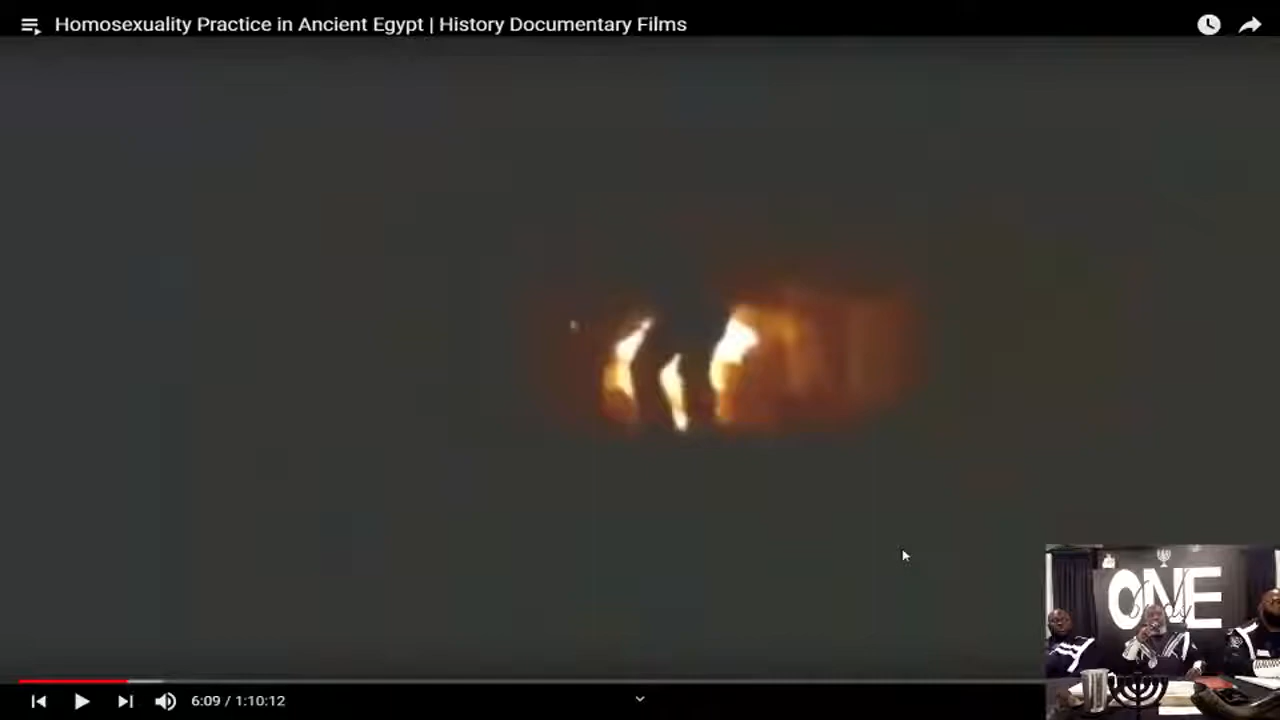 Homosexuality Practice in Ancient Egypt | History Documentary Films
6:09 / 1:10:12
ONE